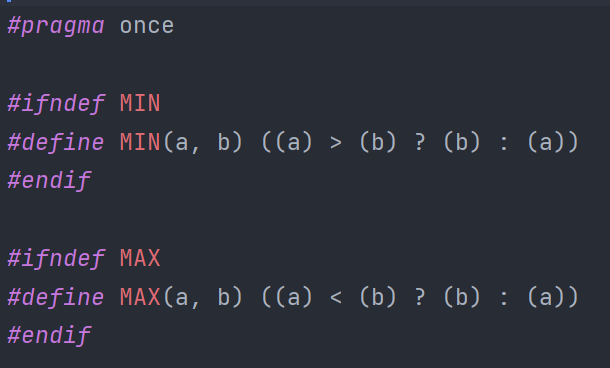 #pragma once
#ifndef MIN
#define MIN(a, b) ((a) > (b) ? (b) : (a))
#endif
#ifndef MAX
#define MAX(a, b) ((a) < (b) ? (b) : (a))
#endif